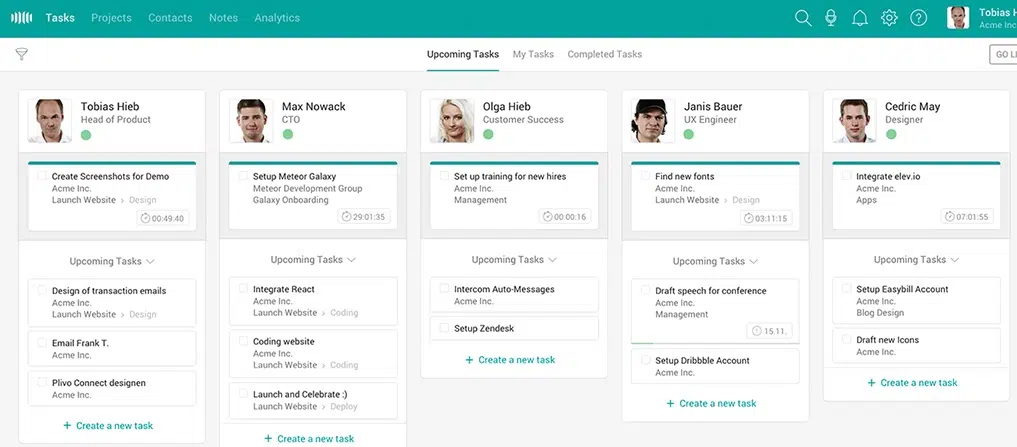 Tasks Projects Contacts Notes Analytics
Tobias
Acme Inc.
Upcoming Tasks My Tasks Completed Tasks
GO
Tobias Hieb
Head of Product
Create Screenshots for Demo
Acme Inc.
Launch Website > Design
00:49.40
Upcoming Tasks
Design of transaction emails
Acme Inc.
Launch Website > Design
Email Frank T.
Acme Inc.
Plivo Connect designen
Acme Inc.
+ Create a new task
Max Nowack
CTO
Setup Meteor Galaxy
Meteor Development Group
Galaxy Onboarding
29:01:35
Upcoming Tasks
Integrate React
Acme Inc.
Launch Website > Coding
Coding website
Acme Inc.
Launch Website > Coding
Launch and Celebrate :)
Launch Website > Deploy
+ Create a new task
Olga Hieb
Customer Success
Set up training for new hires
Acme Inc.
Management
00:00:16
Upcoming Tasks
Intercom Auto-Messages
Acme Inc.
Setup Zendesk
+ Create a new task
Janis Bauer
UX Engineer
Find new fonts
Acme Inc.
Launch Website > Design
03:11:15
Upcoming Tasks
Draft speech for conference
Acme Inc.
Management
15.11.
Setup Dribbble Account
Acme Inc.
+ Create a new task
Cedric May
Designer
Integrate elev.io
Acme Inc.
Apps
07:01:55
Upcoming Tasks
Setup Easybill Account
Acme Inc.
Blog Design
Draft new Icons
Acme Inc.
+ Create a new task